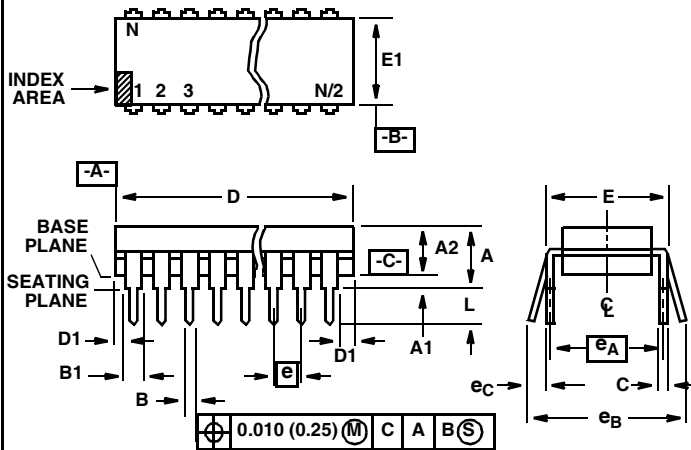 N
INDEX
AREA
1 2 3 N/2
E1
-B-
-A-
D
E
BASE
PLANE
A2 A
-C-
SEATING
PLANE
L
C
L
D1
A1
D1
eA
B1
e
eC
C
B
eB
0.010 (0.25) M C A B S